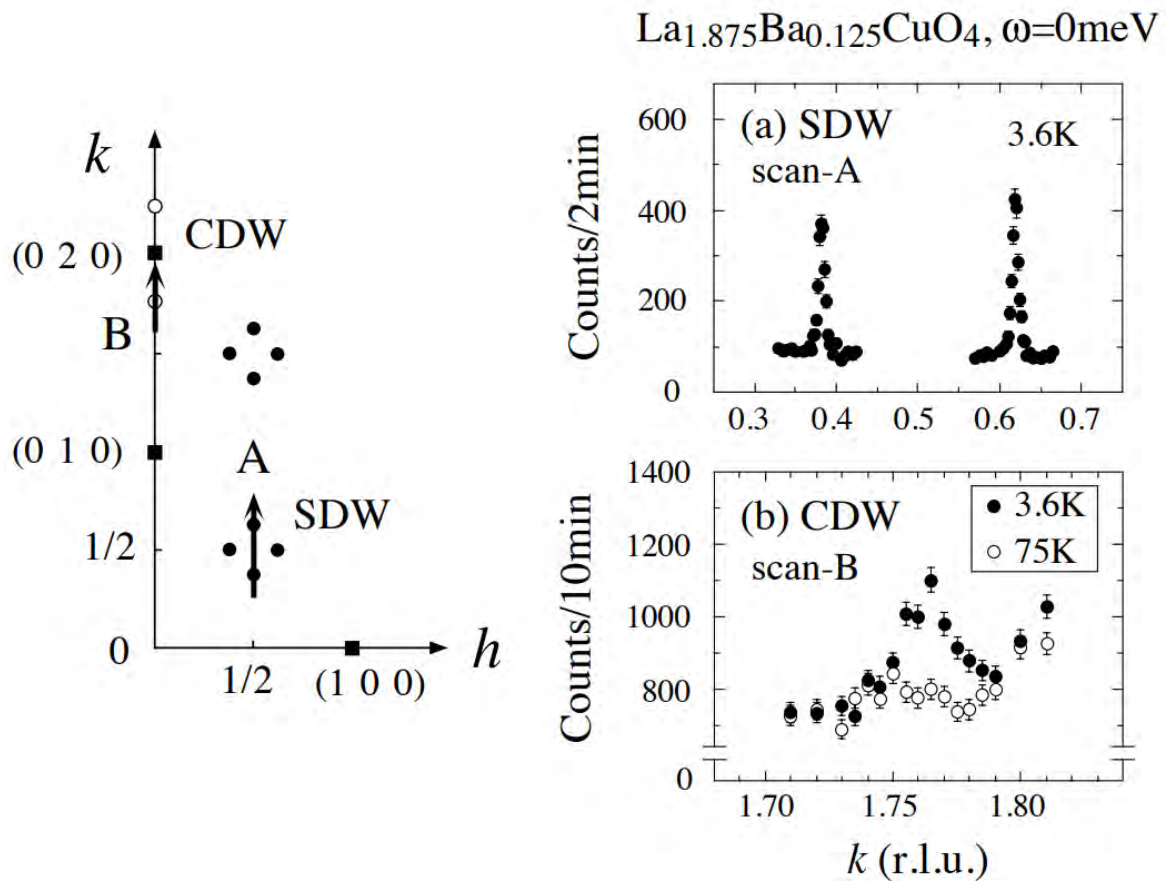 La₁.₈₇₅Ba₀.₁₂₅CuO₄, ω=0meV
k
(0 2 0)
CDW
B
(0 1 0)
A
SDW
1/2
0
1/2
(1 0 0)
h
Counts/2min
600
400
200
0
(a) SDW
scan-A
3.6K
0.3
0.4
0.5
0.6
0.7
Counts/10min
1400
1200
1000
800
0
(b) CDW
scan-B
3.6K
75K
1.70
1.75
1.80
k (r.l.u.)